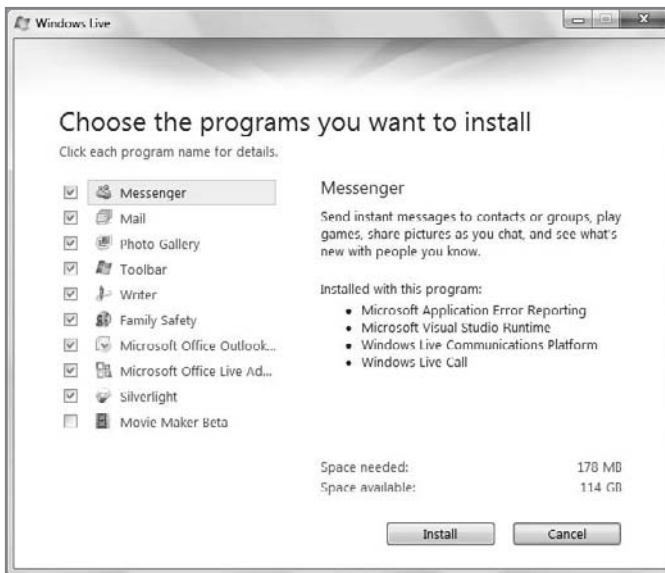 Windows Live
Choose the programs you want to install
Click each program name for details.
Messenger
Mail
Photo Gallery
Toolbar
Writer
Family Safety
Microsoft Office Outlook...
Microsoft Office Live Ad...
Silverlight
Movie Maker Beta
Messenger
Send instant messages to contacts or groups, play
games, share pictures as you chat, and see what's
new with people you know.
Installed with this program:
• Microsoft Application Error Reporting
• Microsoft Visual Studio Runtime
• Windows Live Communications Platform
• Windows Live Call
Space needed: 178 MB
Space available: 114 GB
Install
Cancel